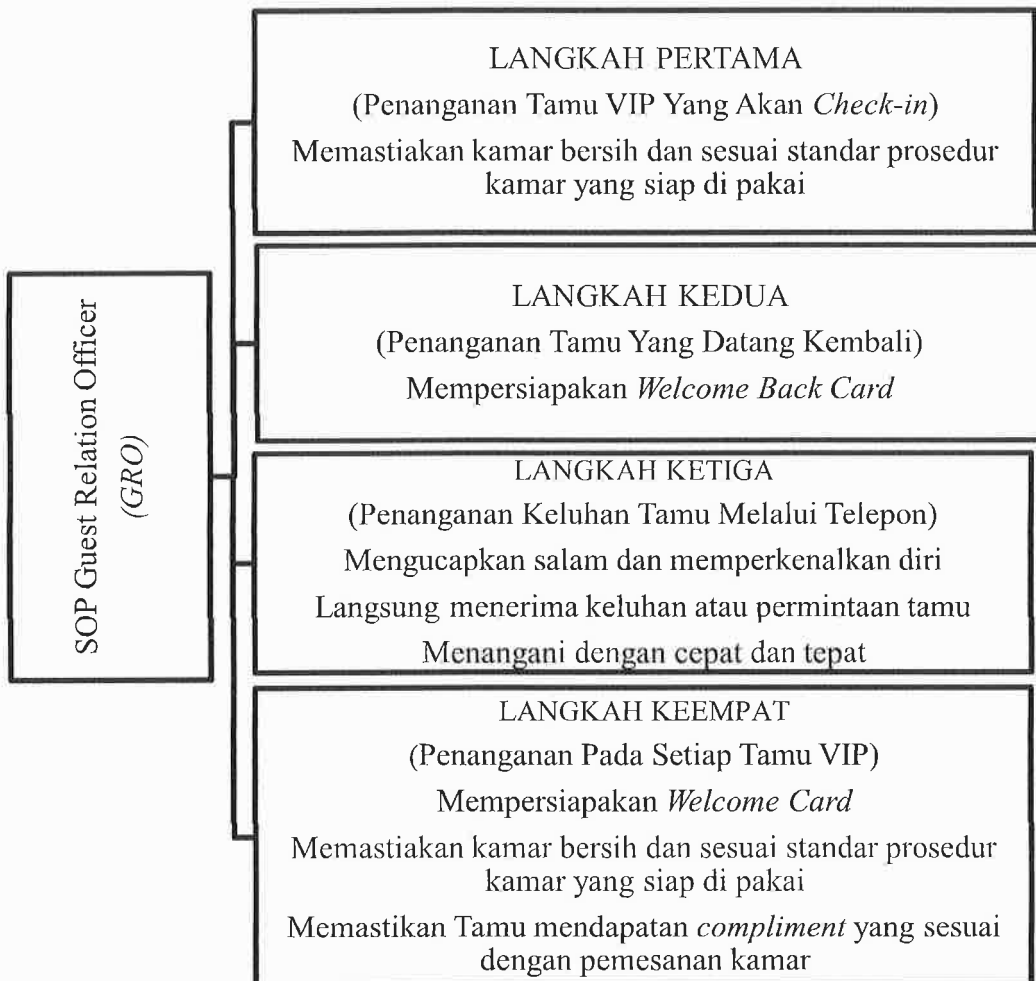 SOP Guest Relation Officer
(GRO)
LANGKAH PERTAMA
(Penanganan Tamu VIP Yang Akan Check-in)
Memastiakan kamar bersih dan sesuai standar prosedur
kamar yang siap di pakai
LANGKAH KEDUA
(Penanganan Tamu Yang Datang Kembali)
Mempersiapakan Welcome Back Card
LANGKAH KETIGA
(Penanganan Keluhan Tamu Melalui Telepon)
Mengucapkan salam dan memperkenalkan diri
Langsung menerima keluhan atau permintaan tamu
Menangani dengan cepat dan tepat
LANGKAH KEEMPAT
(Penanganan Pada Setiap Tamu VIP)
Mempersiapakan Welcome Card
Memastiakan kamar bersih dan sesuai standar prosedur
kamar yang siap di pakai
Memastikan Tamu mendapatan compliment yang sesuai
dengan pemesanan kamar